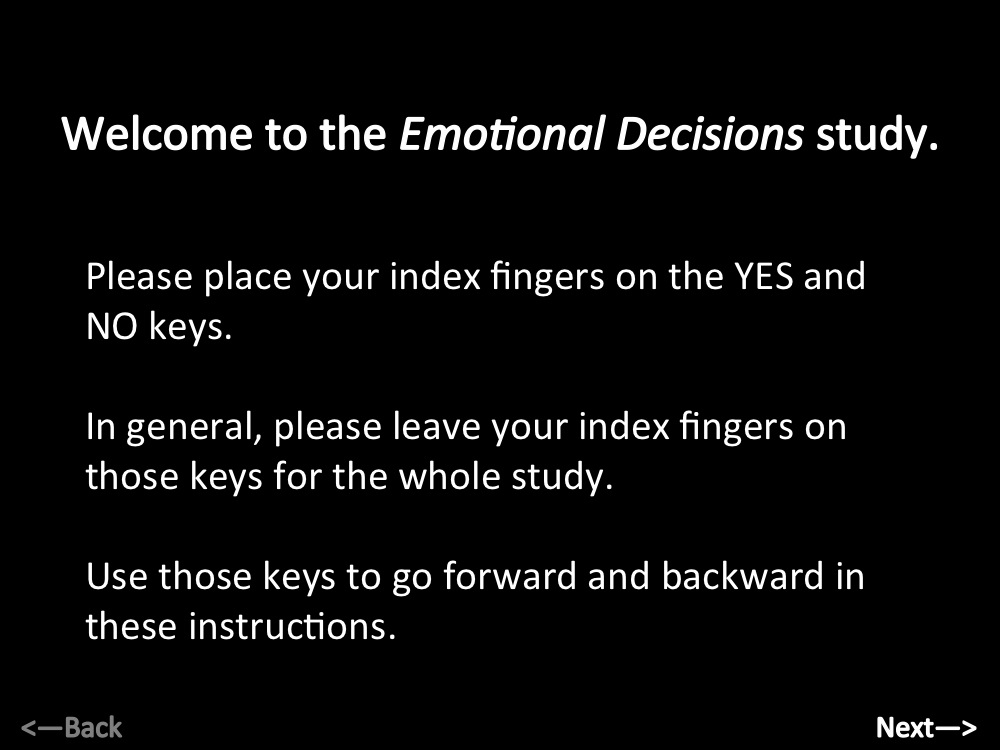 Welcome to the Emotional Decisions study.
Please place your index fingers on the YES and
NO keys.
In general, please leave your index fingers on
those keys for the whole study.
Use those keys to go forward and backward in
these instructions.
<—Back
Next—>